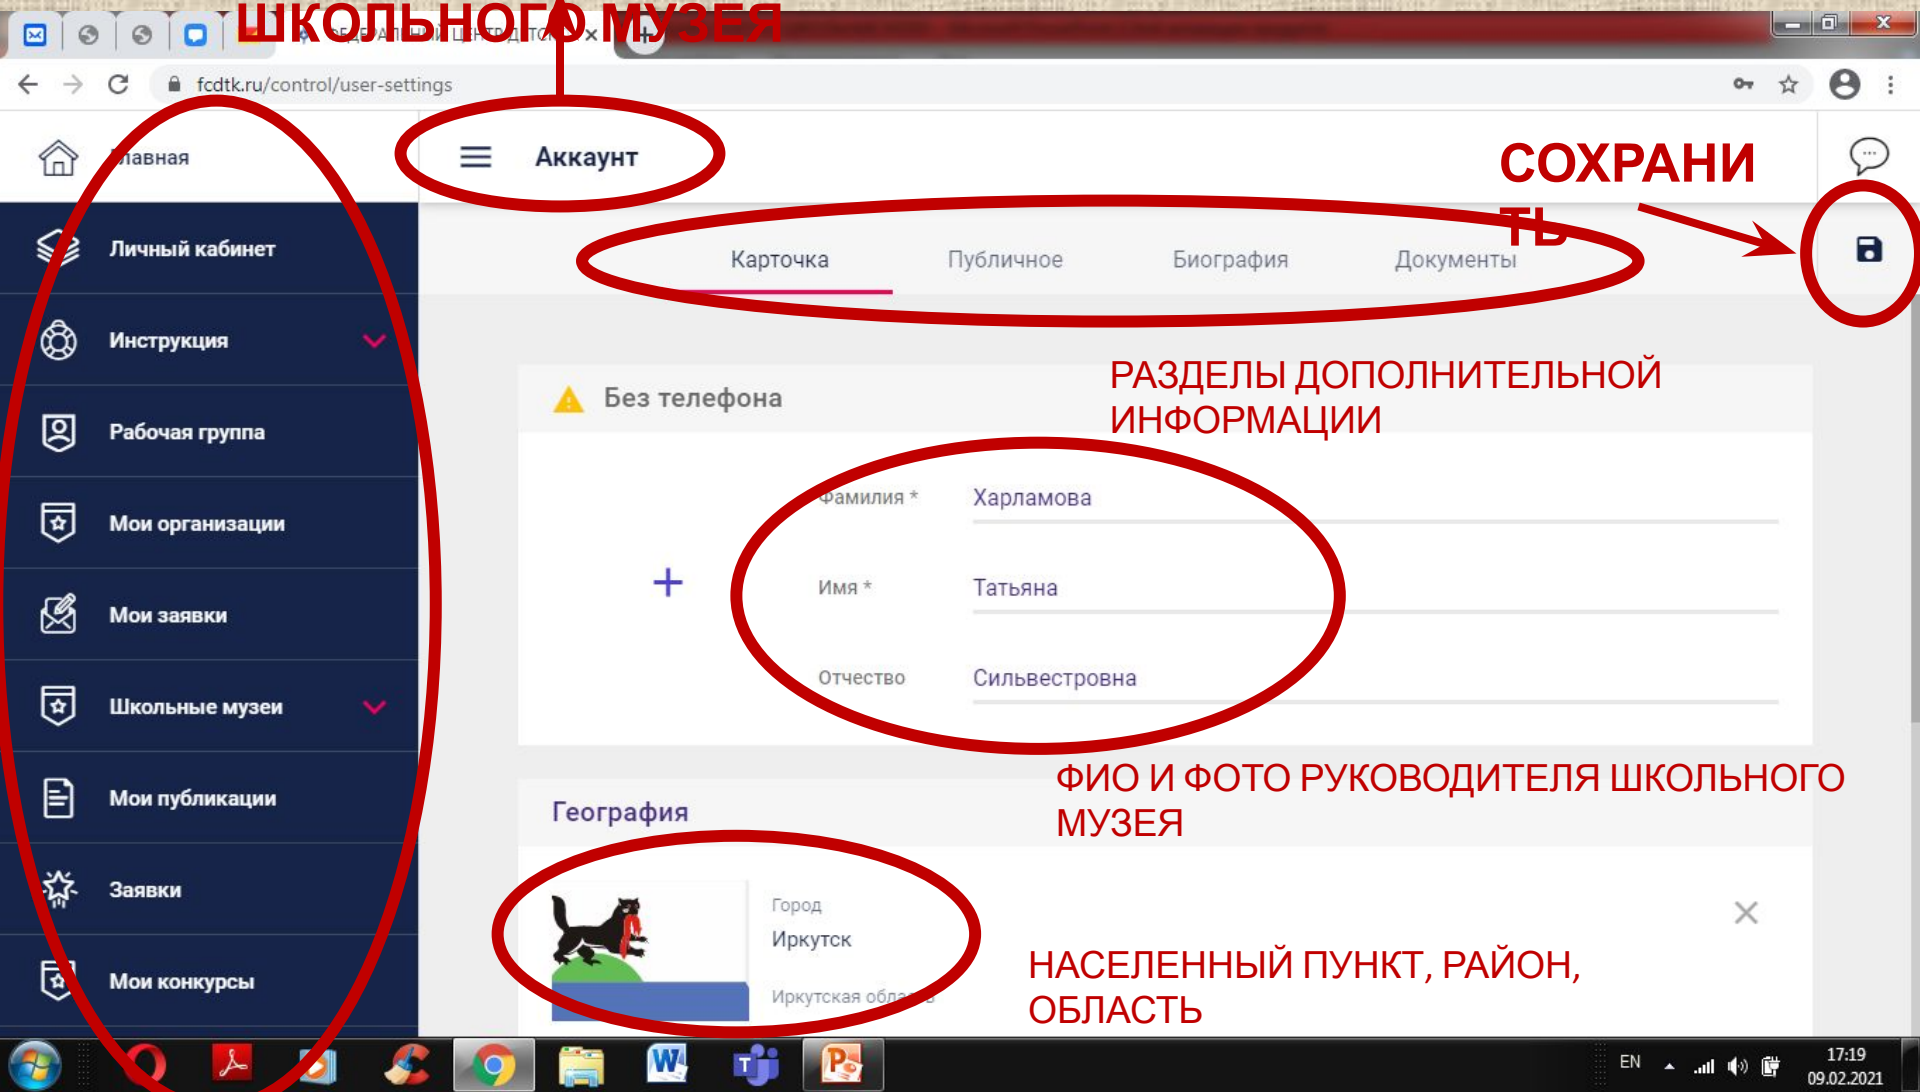 ШКОЛЬНОГО МУЗЕЯ
fcdtk.ru/control/user-settings
Главная
Аккаунт
СОХРАНИ
ТЬ
Личный кабинет
Карточка
Публичное
Биография
Документы
Инструкция
РАЗДЕЛЫ ДОПОЛНИТЕЛЬНОЙ
ИНФОРМАЦИИ
Без телефона
Рабочая группа
Фамилия * Харламова
Мои организации
Имя * Татьяна
Мои заявки
Отчество Сильвестровна
Школьные музеи
ФИО И ФОТО РУКОВОДИТЕЛЯ ШКОЛЬНОГО
МУЗЕЯ
Мои публикации
География
Заявки
Город
Иркутск
НАСЕЛЕННЫЙ ПУНКТ, РАЙОН,
ОБЛАСТЬ
Мои конкурсы
Иркутская область
EN
17:19
09.02.2021